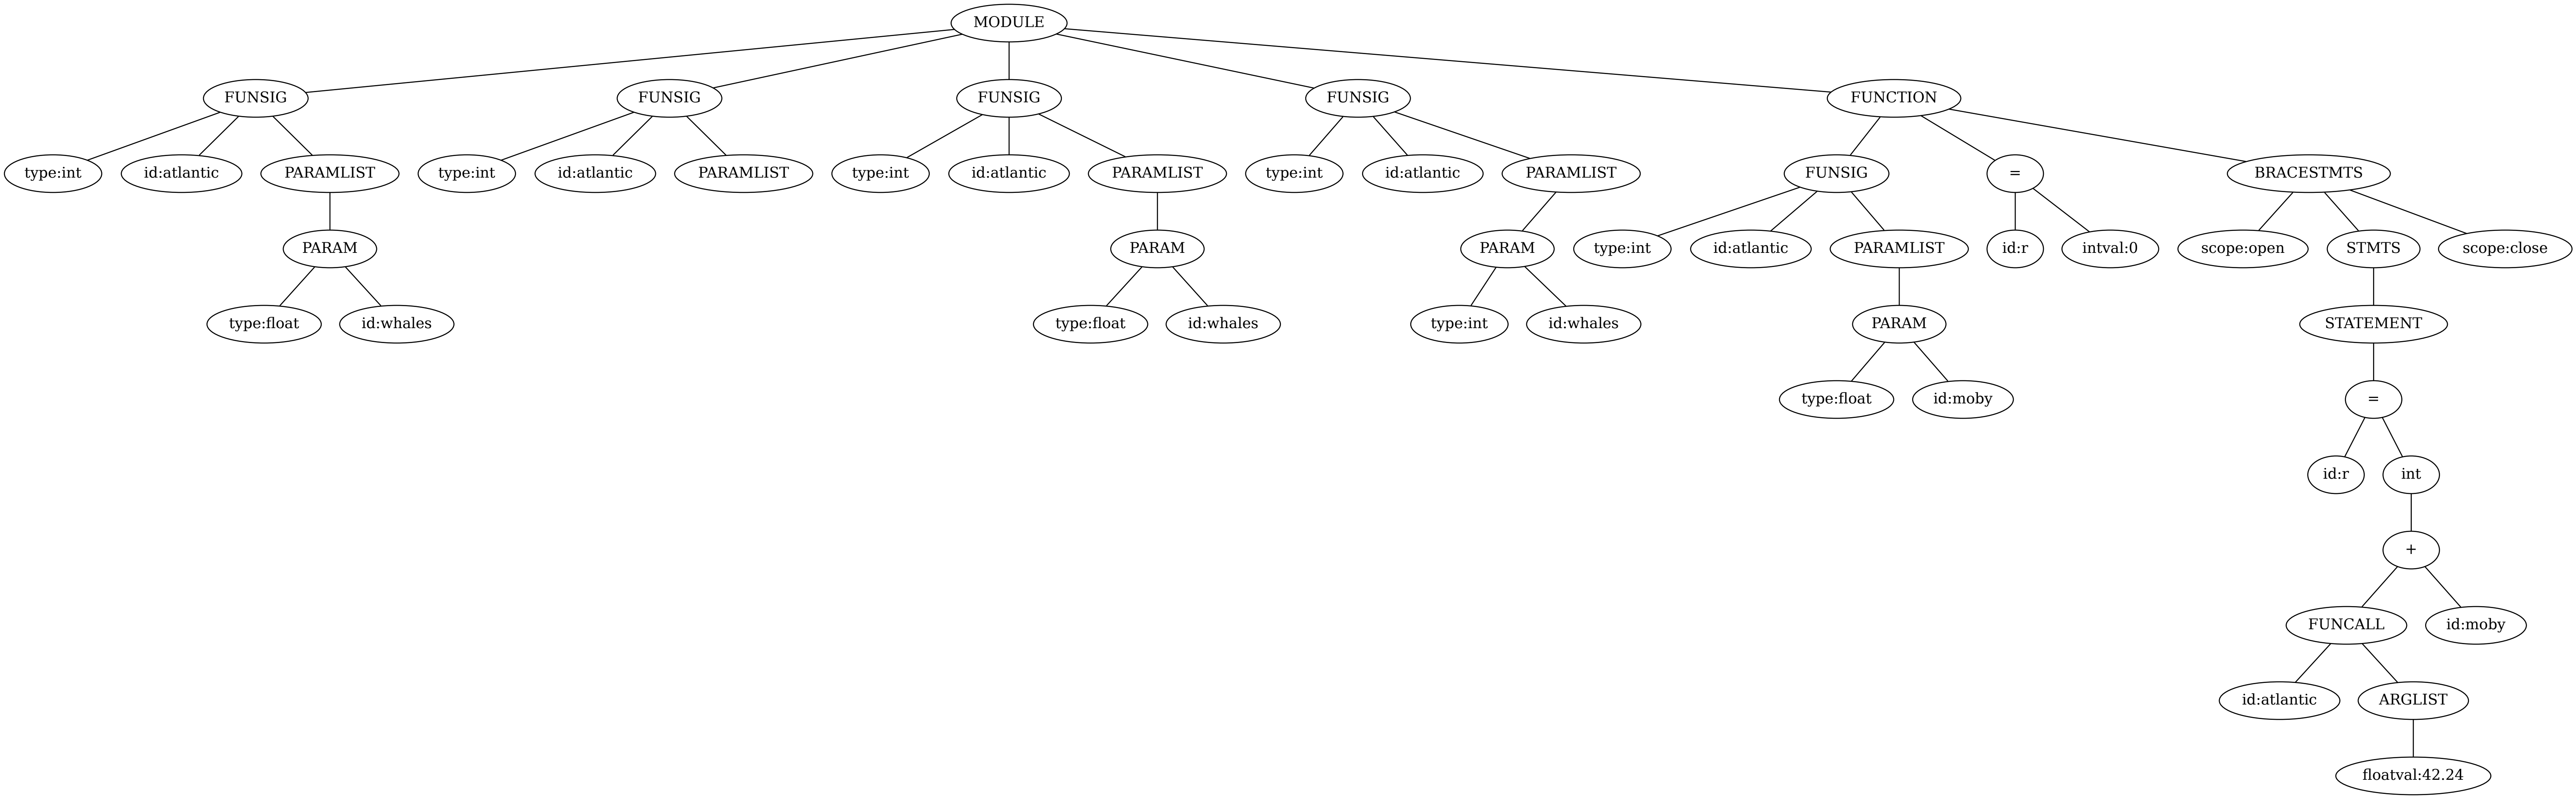 MODULE
FUNSIG FUNSIG FUNSIG FUNSIG FUNCTION
type:int id:atlantic PARAMLIST type:int id:atlantic PARAMLIST type:int id:atlantic PARAMLIST type:int id:atlantic PARAMLIST FUNSIG = BRACESTMTS
PARAM PARAM PARAM type:int id:atlantic PARAMLIST id:r intval:0 scope:open STMTS scope:close
type:float id:whales type:float id:whales type:int id:whales PARAM STATEMENT
type:float id:moby =
id:r int
+
FUNCALL id:moby
id:atlantic ARGLIST
floatval:42.24